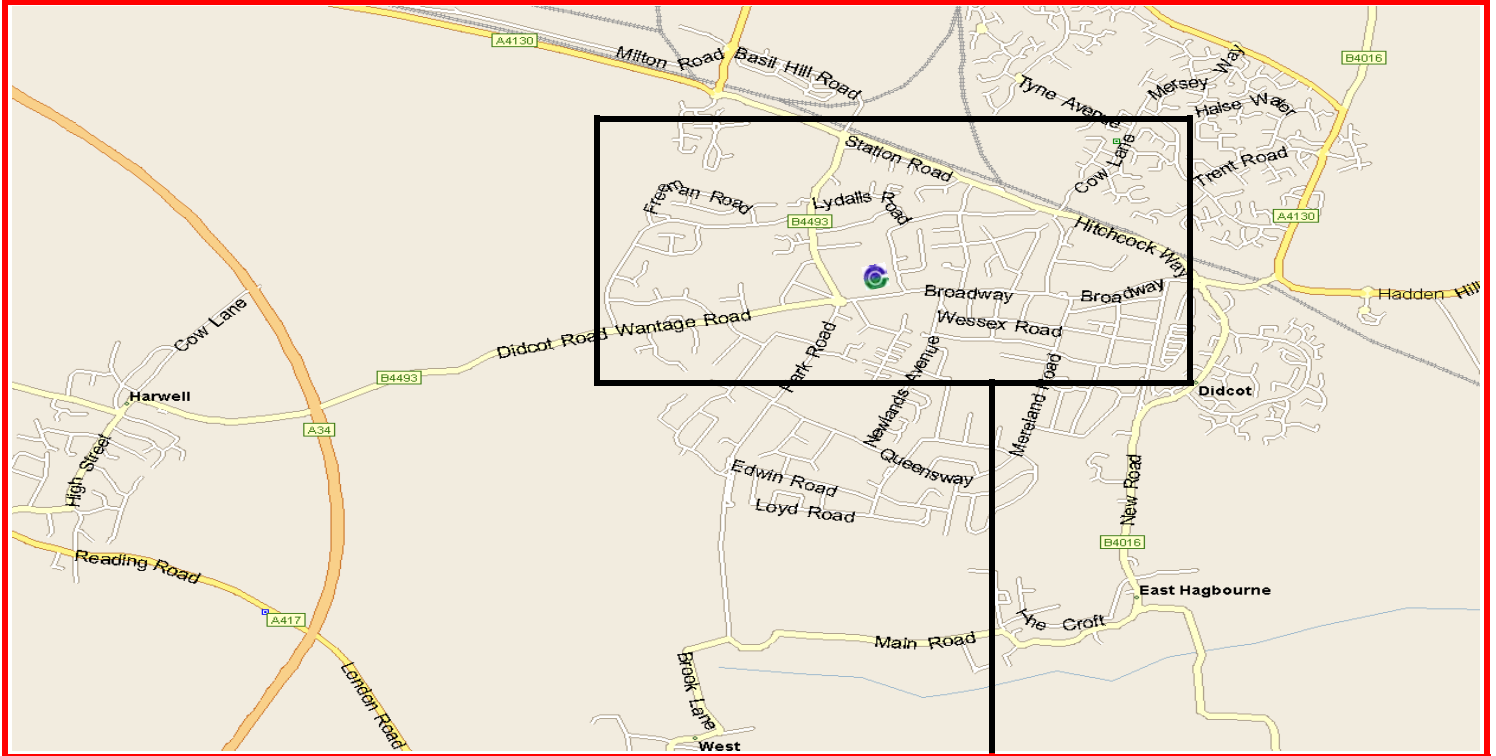 A4130
Milton Road
Basil Hill Road
B4016
Tyne Avenue
Mersey Way
Halse Water
Station Road
Cow Lane
Trent Road
Freeman Road
Lydalls Road
B4493
A4130
Hitchcock Way
Broadway
Broadway
Hadden Hill
Cow Lane
Wessex Road
Didcot Road
Wantage Road
Park Road
Newlands Avenue
Mereland Road
B4493
Harwell
Didcot
A34
High Street
Queensway
Edwin Road
Loyd Road
New Road
B4016
Reading Road
East Hagbourne
A417
The Croft
Main Road
London Road
Brook Lane
West